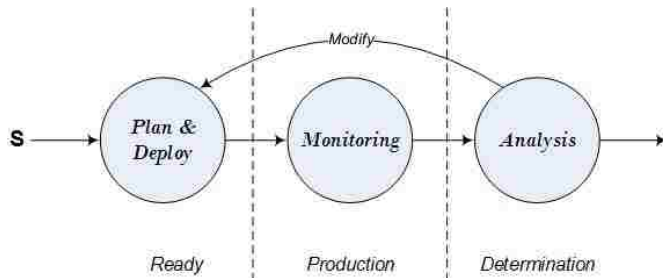 Modify
S
Plan &
Deploy
Monitoring
Analysis
Ready
Production
Determination